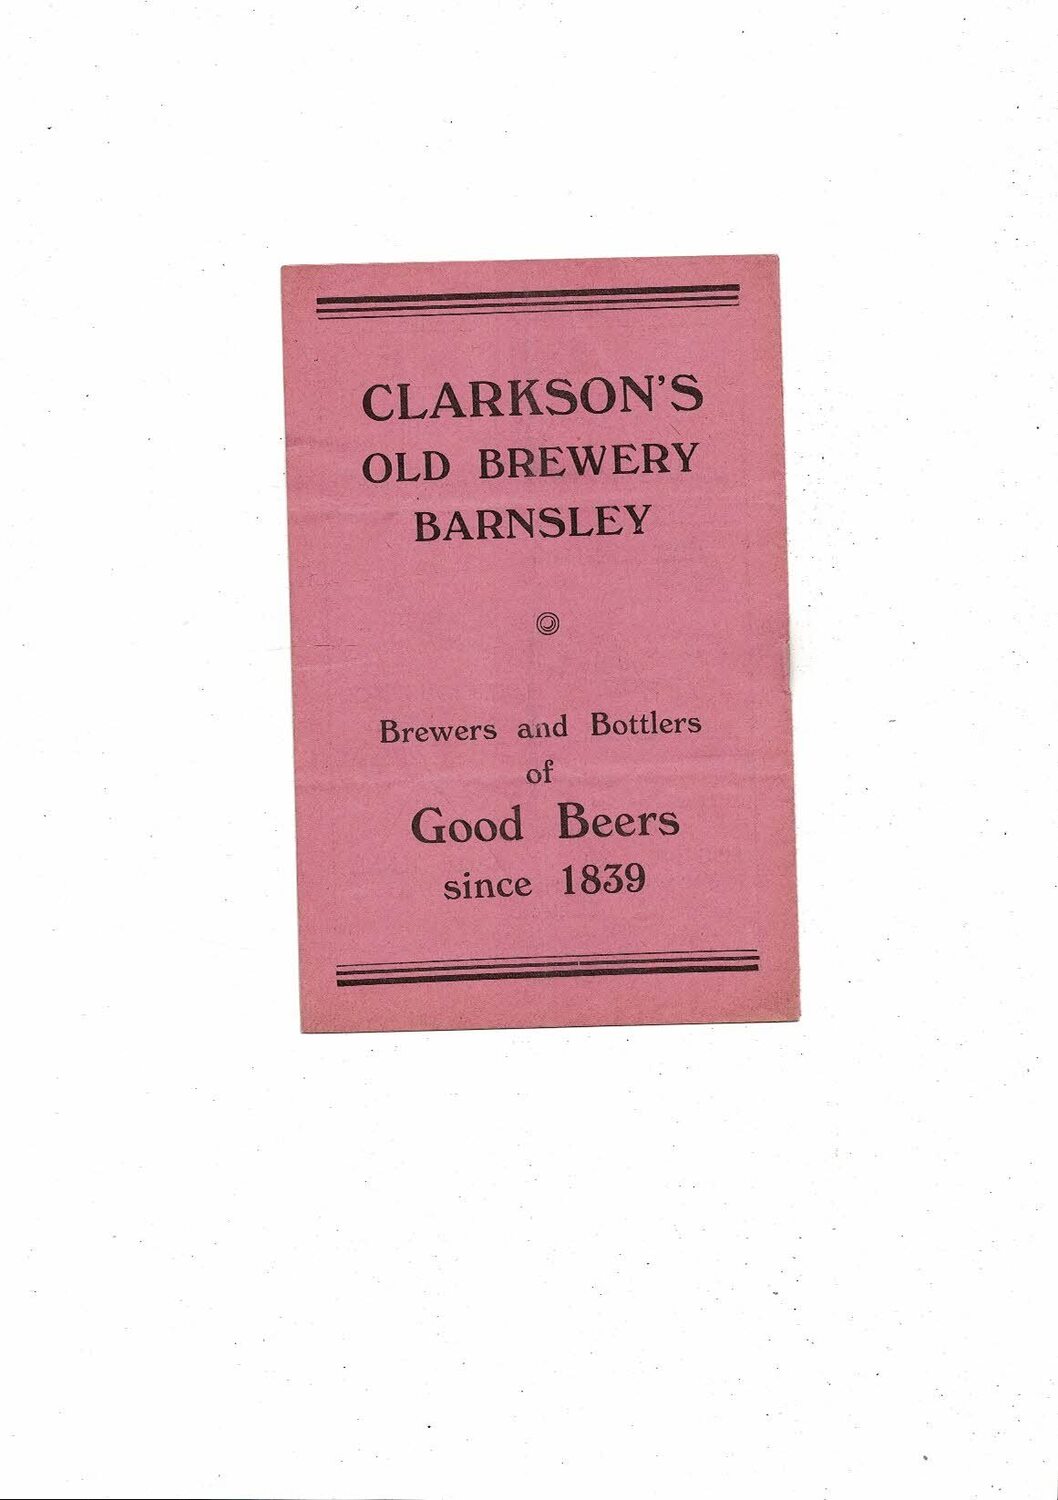 CLARKSON'S
OLD BREWERY
BARNSLEY
Brewers and Bottlers
of
Good Beers
since 1839